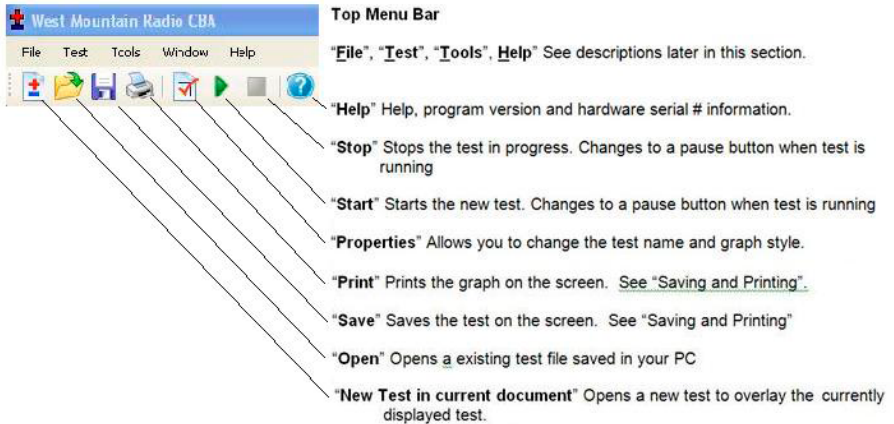 West Mountain Radio CBA
File Test Tools Window Help
Top Menu Bar
“File”, “Test”, “Tools”, Help” See descriptions later in this section.
“Help” Help, program version and hardware serial # information.
“Stop” Stops the test in progress. Changes to a pause button when test is
running
“Start” Starts the new test. Changes to a pause button when test is running
“Properties” Allows you to change the test name and graph style.
“Print” Prints the graph on the screen. See “Saving and Printing”.
“Save” Saves the test on the screen. See “Saving and Printing”
“Open” Opens a existing test file saved in your PC
“New Test in current document” Opens a new test to overlay the currently
displayed test.